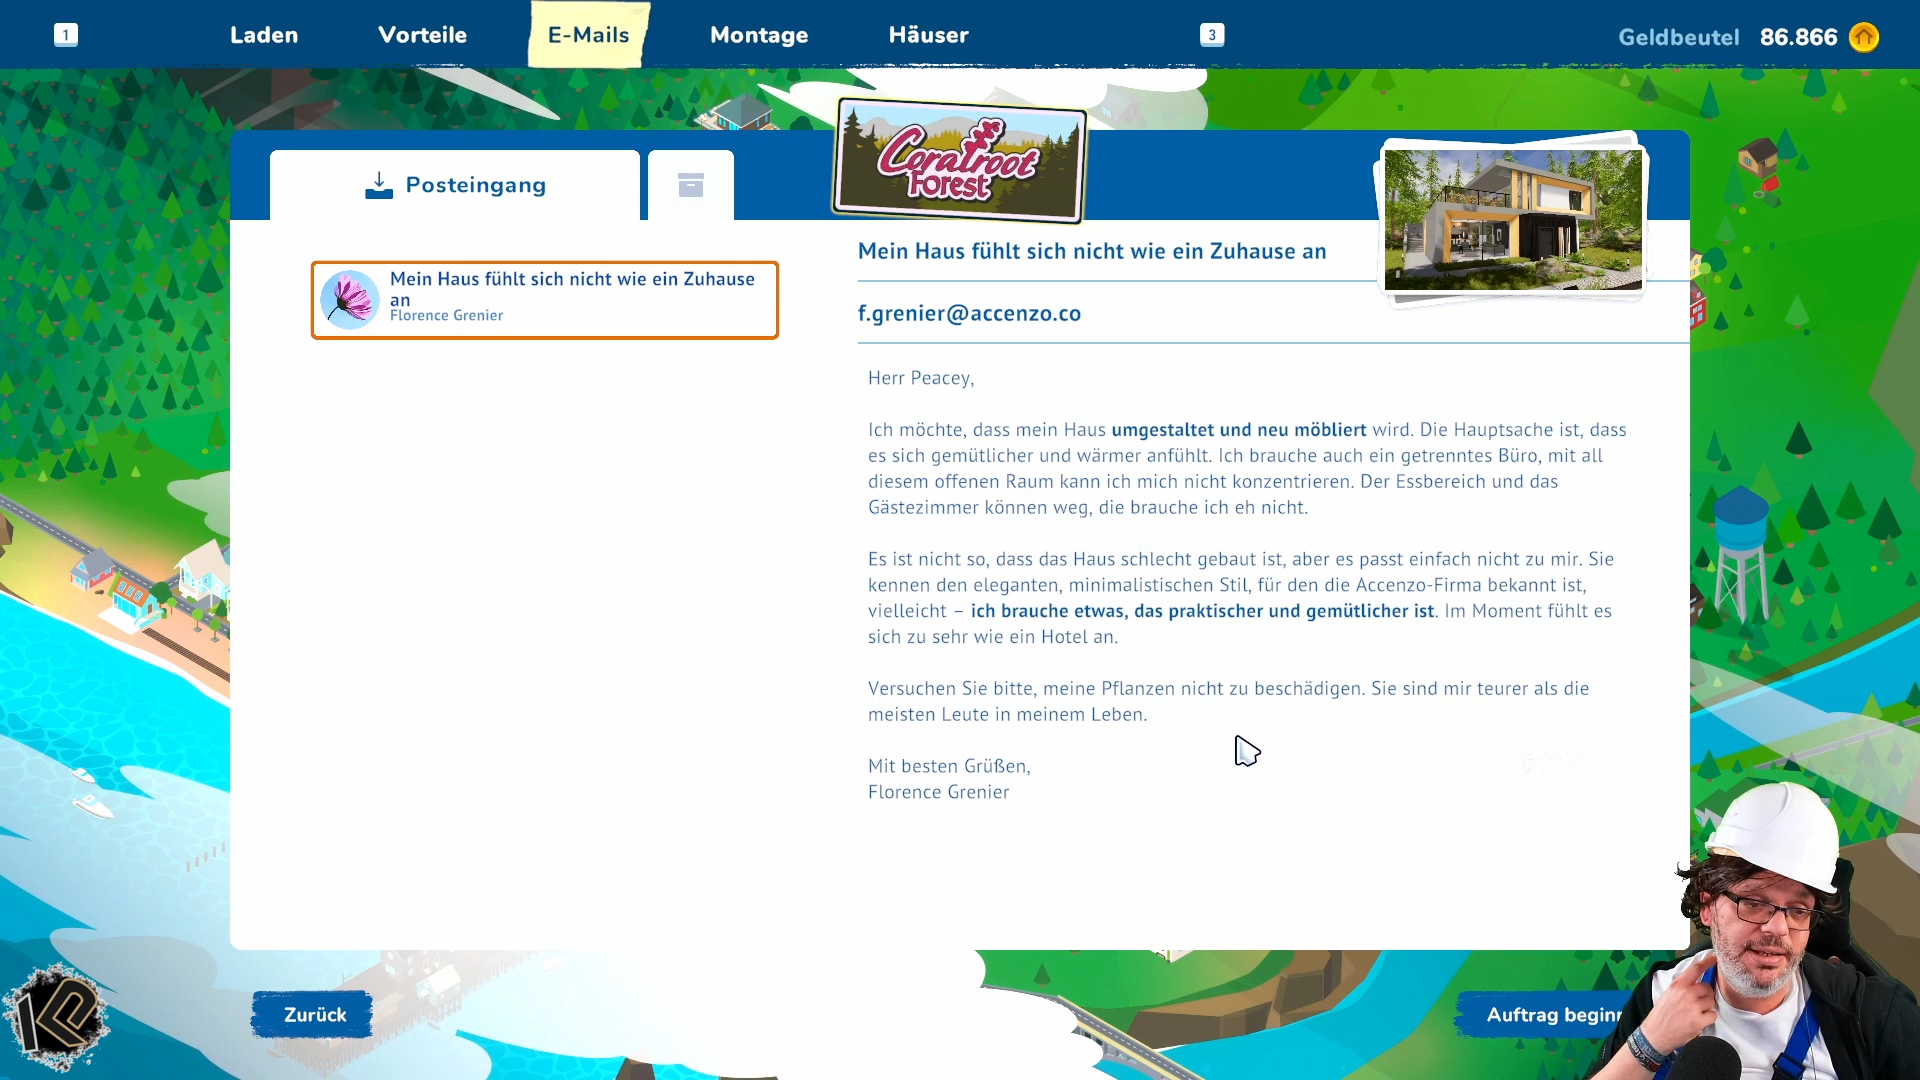 1
Laden
Vorteile
E-Mails
Montage
Häuser
3
Geldbeutel 86.866
Posteingang
Coralroot
Forest
Mein Haus fühlt sich nicht wie ein Zuhause
an
Florence Grenier
Mein Haus fühlt sich nicht wie ein Zuhause an
f.grenier@accenzo.co
Herr Peacey,
Ich möchte, dass mein Haus umgestaltet und neu möbliert wird. Die Hauptsache ist, dass
es sich gemütlicher und wärmer anfühlt. Ich brauche auch ein getrenntes Büro, mit all
diesem offenen Raum kann ich mich nicht konzentrieren. Der Essbereich und das
Gästezimmer können weg, die brauche ich eh nicht.
Es ist nicht so, dass das Haus schlecht gebaut ist, aber es passt einfach nicht zu mir. Sie
kennen den eleganten, minimalistischen Stil, für den die Accenzo-Firma bekannt ist,
vielleicht – ich brauche etwas, das praktischer und gemütlicher ist. Im Moment fühlt es
sich zu sehr wie ein Hotel an.
Versuchen Sie bitte, meine Pflanzen nicht zu beschädigen. Sie sind mir teurer als die
meisten Leute in meinem Leben.
Mit besten Grüßen,
Florence Grenier
Zurück
Auftrag beginn